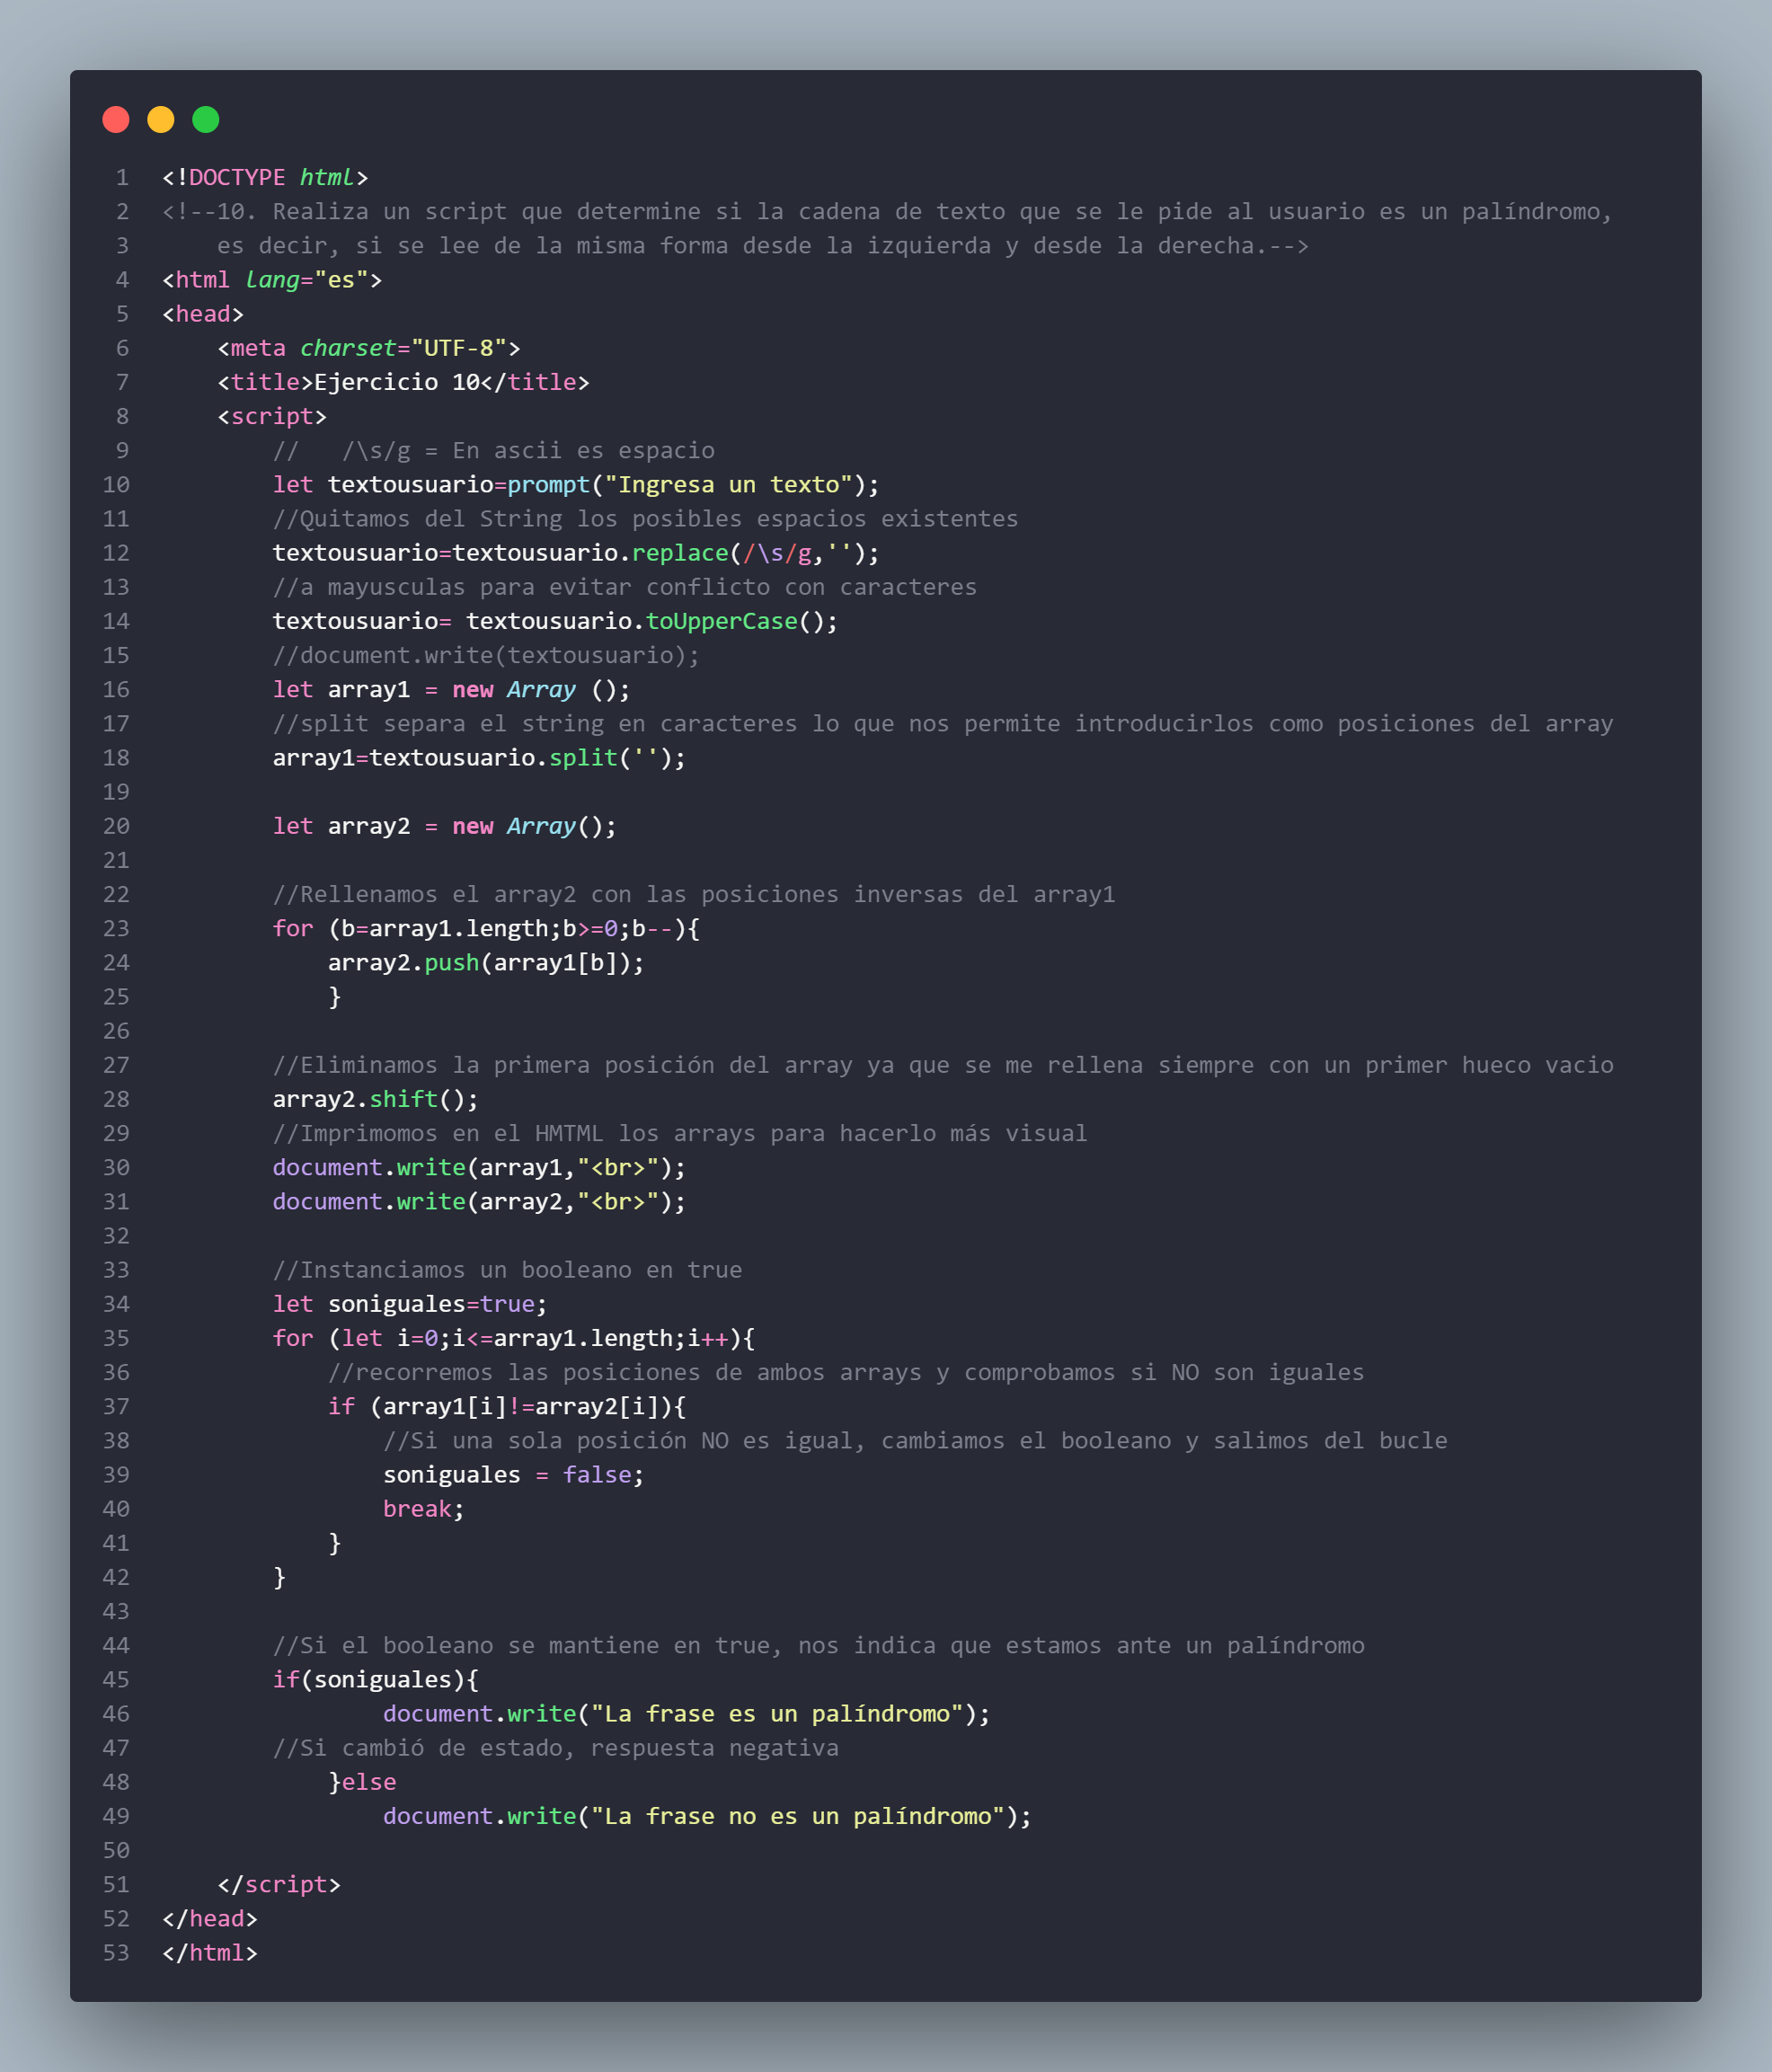 1 <!DOCTYPE html>
2 <!--10. Realiza un script que determine si la cadena de texto que se le pide al usuario es un palíndromo,
3     es decir, si se lee de la misma forma desde la izquierda y desde la derecha.-->
4 <html lang="es">
5 <head>
6     <meta charset="UTF-8">
7     <title>Ejercicio 10</title>
8     <script>
9         //   /\s/g = En ascii es espacio
10         let textousuario=prompt("Ingresa un texto");
11         //Quitamos del String los posibles espacios existentes
12         textousuario=textousuario.replace(/\s/g,'');
13         //a mayusculas para evitar conflicto con caracteres
14         textousuario= textousuario.toUpperCase();
15         //document.write(textousuario);
16         let array1 = new Array ();
17         //split separa el string en caracteres lo que nos permite introducirlos como posiciones del array
18         array1=textousuario.split('');
19
20         let array2 = new Array();
21
22         //Rellenamos el array2 con las posiciones inversas del array1
23         for (b=array1.length;b>=0;b--){
24             array2.push(array1[b]);
25             }
26
27         //Eliminamos la primera posición del array ya que se me rellena siempre con un primer hueco vacio
28         array2.shift();
29         //Imprimomos en el HMTML los arrays para hacerlo más visual
30         document.write(array1,"<br>");
31         document.write(array2,"<br>");
32
33         //Instanciamos un booleano en true
34         let soniguales=true;
35         for (let i=0;i<=array1.length;i++){
36             //recorremos las posiciones de ambos arrays y comprobamos si NO son iguales
37             if (array1[i]!=array2[i]){
38                 //Si una sola posición NO es igual, cambiamos el booleano y salimos del bucle
39                 soniguales = false;
40                 break;
41             }
42         }
43
44         //Si el booleano se mantiene en true, nos indica que estamos ante un palíndromo
45         if(soniguales){
46                 document.write("La frase es un palíndromo");
47         //Si cambió de estado, respuesta negativa
48             }else
49                 document.write("La frase no es un palíndromo");
50
51     </script>
52 </head>
53 </html>